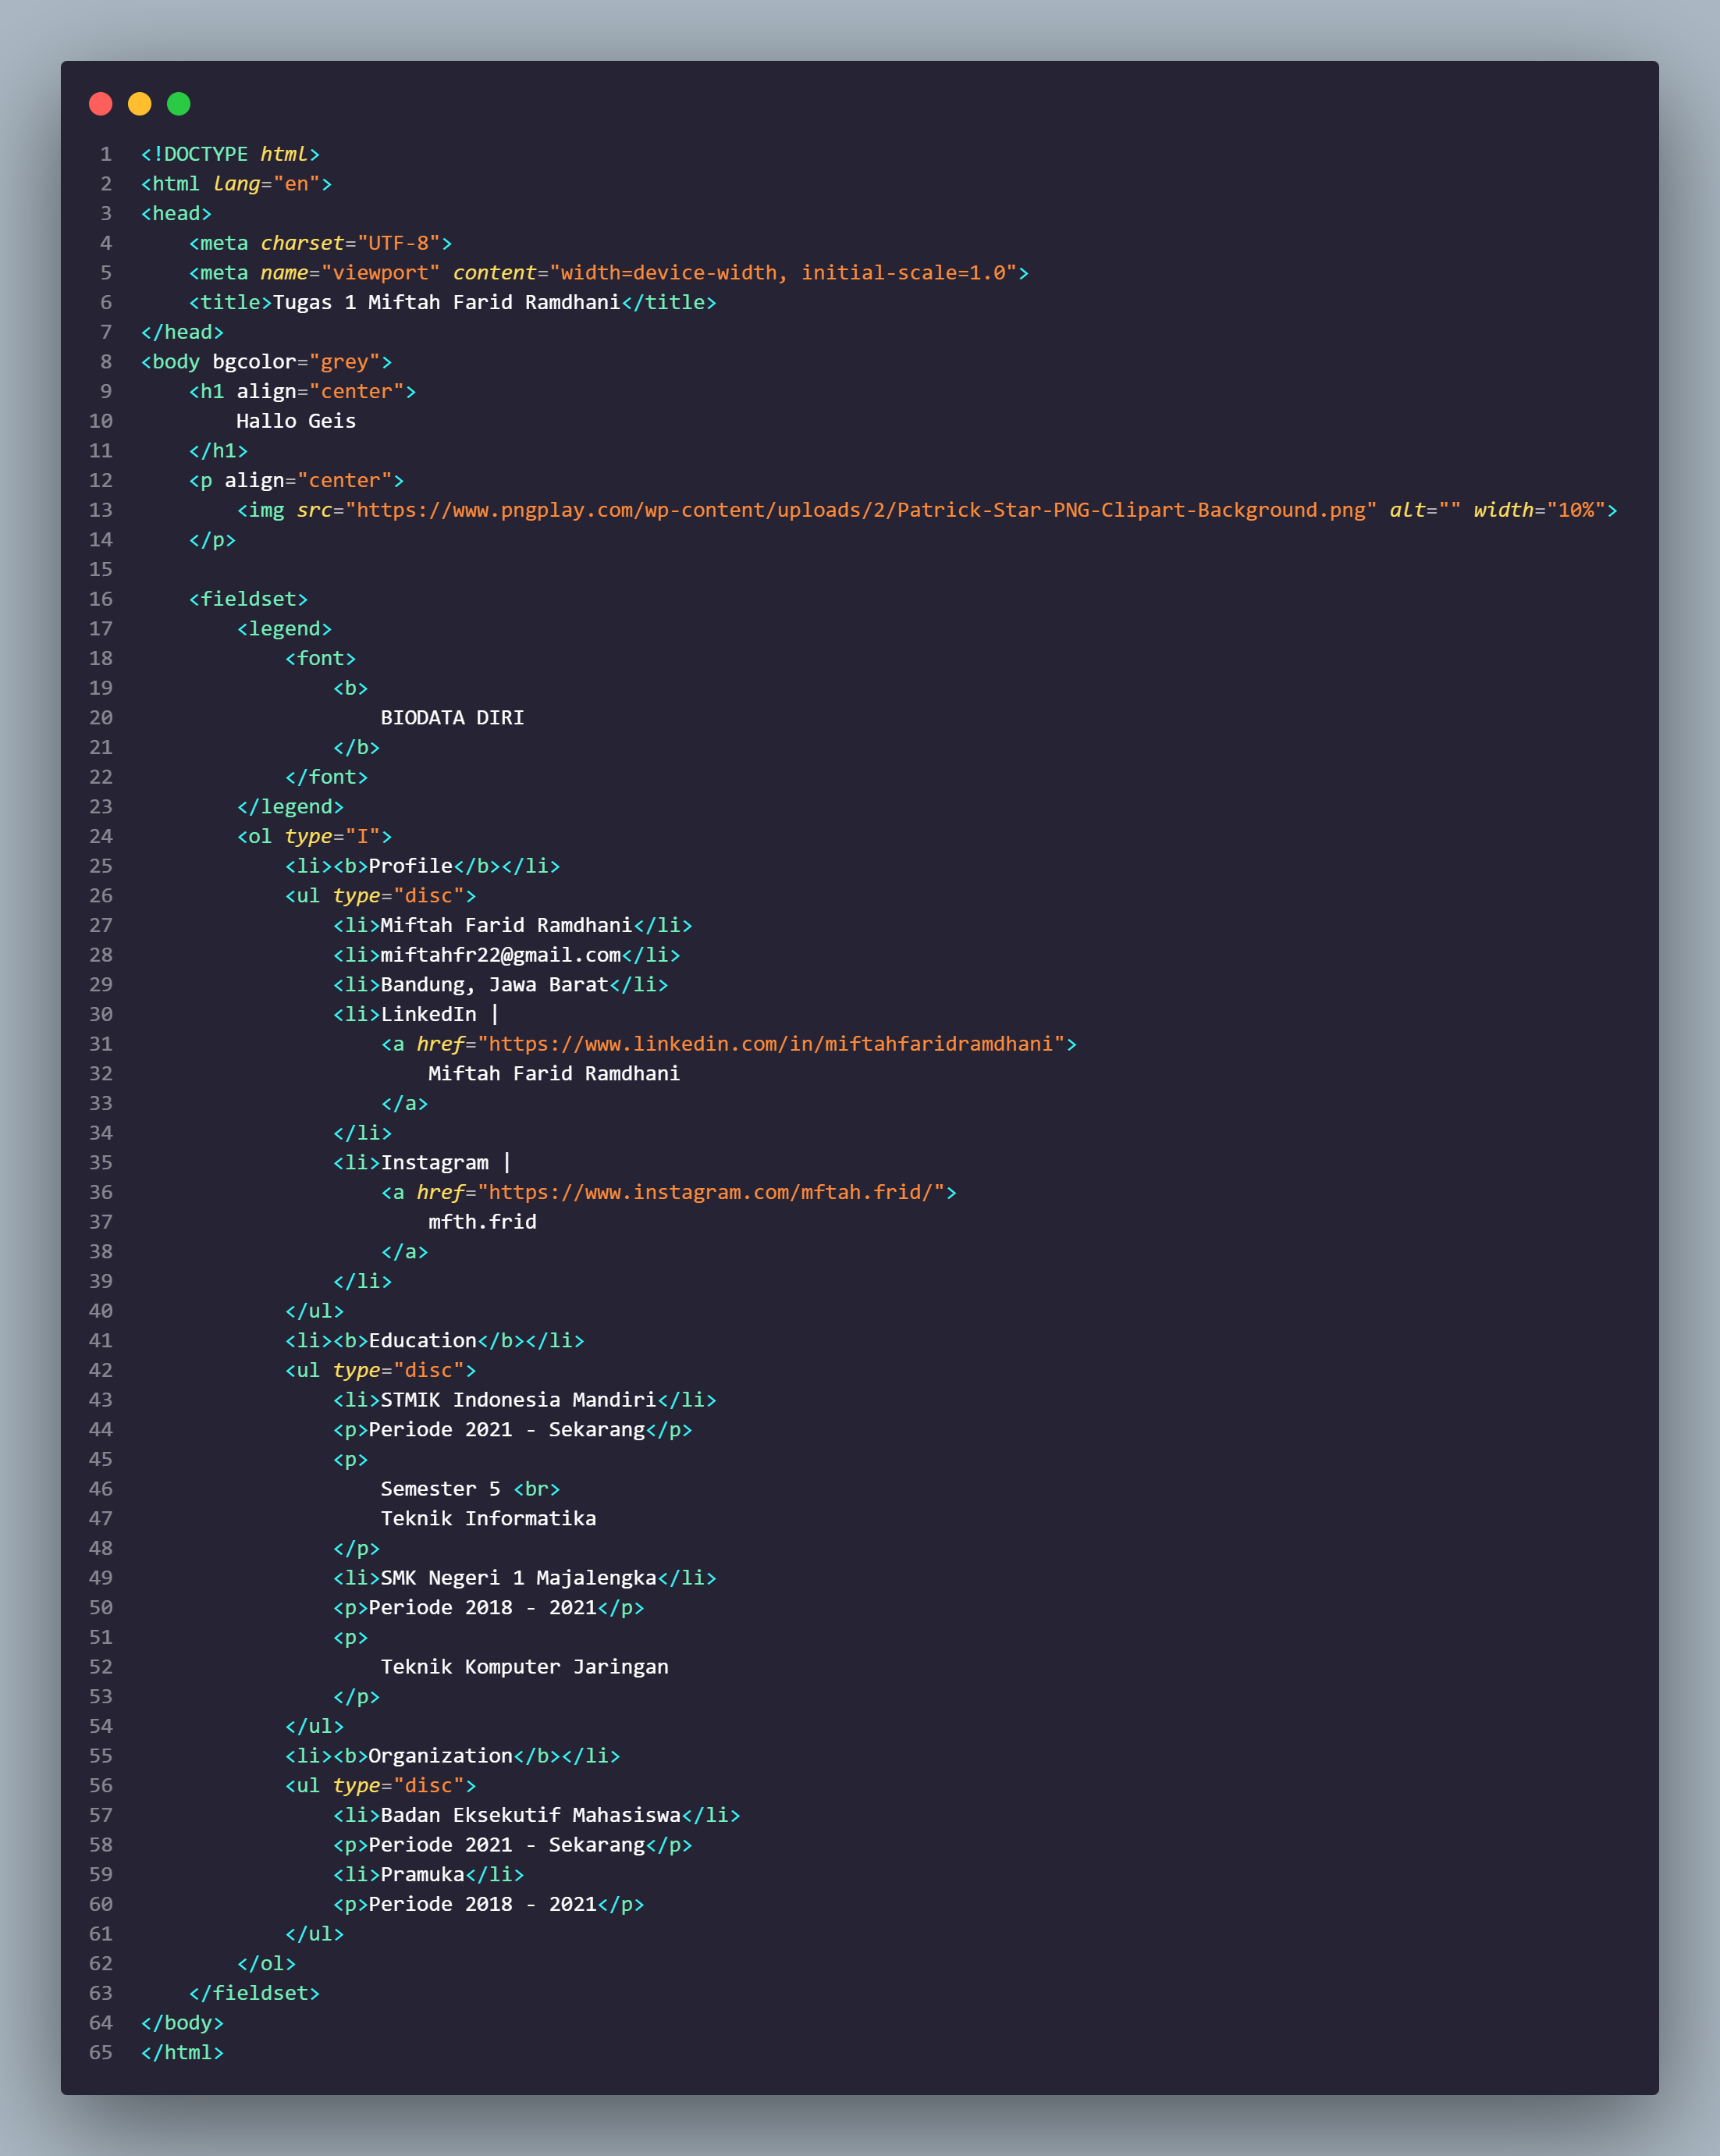 1 <!DOCTYPE html>
2 <html lang="en">
3 <head>
4     <meta charset="UTF-8">
5     <meta name="viewport" content="width=device-width, initial-scale=1.0">
6     <title>Tugas 1 Miftah Farid Ramdhani</title>
7 </head>
8 <body bgcolor="grey">
9     <h1 align="center">
10         Hallo Geis
11     </h1>
12     <p align="center">
13         <img src="https://www.pngplay.com/wp-content/uploads/2/Patrick-Star-PNG-Clipart-Background.png" alt="" width="10%">
14     </p>
15
16     <fieldset>
17         <legend>
18             <font>
19                 <b>
20                     BIODATA DIRI
21                 </b>
22             </font>
23         </legend>
24         <ol type="I">
25             <li><b>Profile</b></li>
26             <ul type="disc">
27                 <li>Miftah Farid Ramdhani</li>
28                 <li>miftahfr22@gmail.com</li>
29                 <li>Bandung, Jawa Barat</li>
30                 <li>LinkedIn |
31                     <a href="https://www.linkedin.com/in/miftahfaridramdhani">
32                         Miftah Farid Ramdhani
33                     </a>
34                 </li>
35                 <li>Instagram |
36                     <a href="https://www.instagram.com/mftah.frid/">
37                         mfth.frid
38                     </a>
39                 </li>
40             </ul>
41             <li><b>Education</b></li>
42             <ul type="disc">
43                 <li>STMIK Indonesia Mandiri</li>
44                 <p>Periode 2021 - Sekarang</p>
45                 <p>
46                     Semester 5 <br>
47                     Teknik Informatika
48                 </p>
49                 <li>SMK Negeri 1 Majalengka</li>
50                 <p>Periode 2018 - 2021</p>
51                 <p>
52                     Teknik Komputer Jaringan
53                 </p>
54             </ul>
55             <li><b>Organization</b></li>
56             <ul type="disc">
57                 <li>Badan Eksekutif Mahasiswa</li>
58                 <p>Periode 2021 - Sekarang</p>
59                 <li>Pramuka</li>
60                 <p>Periode 2018 - 2021</p>
61             </ul>
62         </ol>
63     </fieldset>
64 </body>
65 </html>